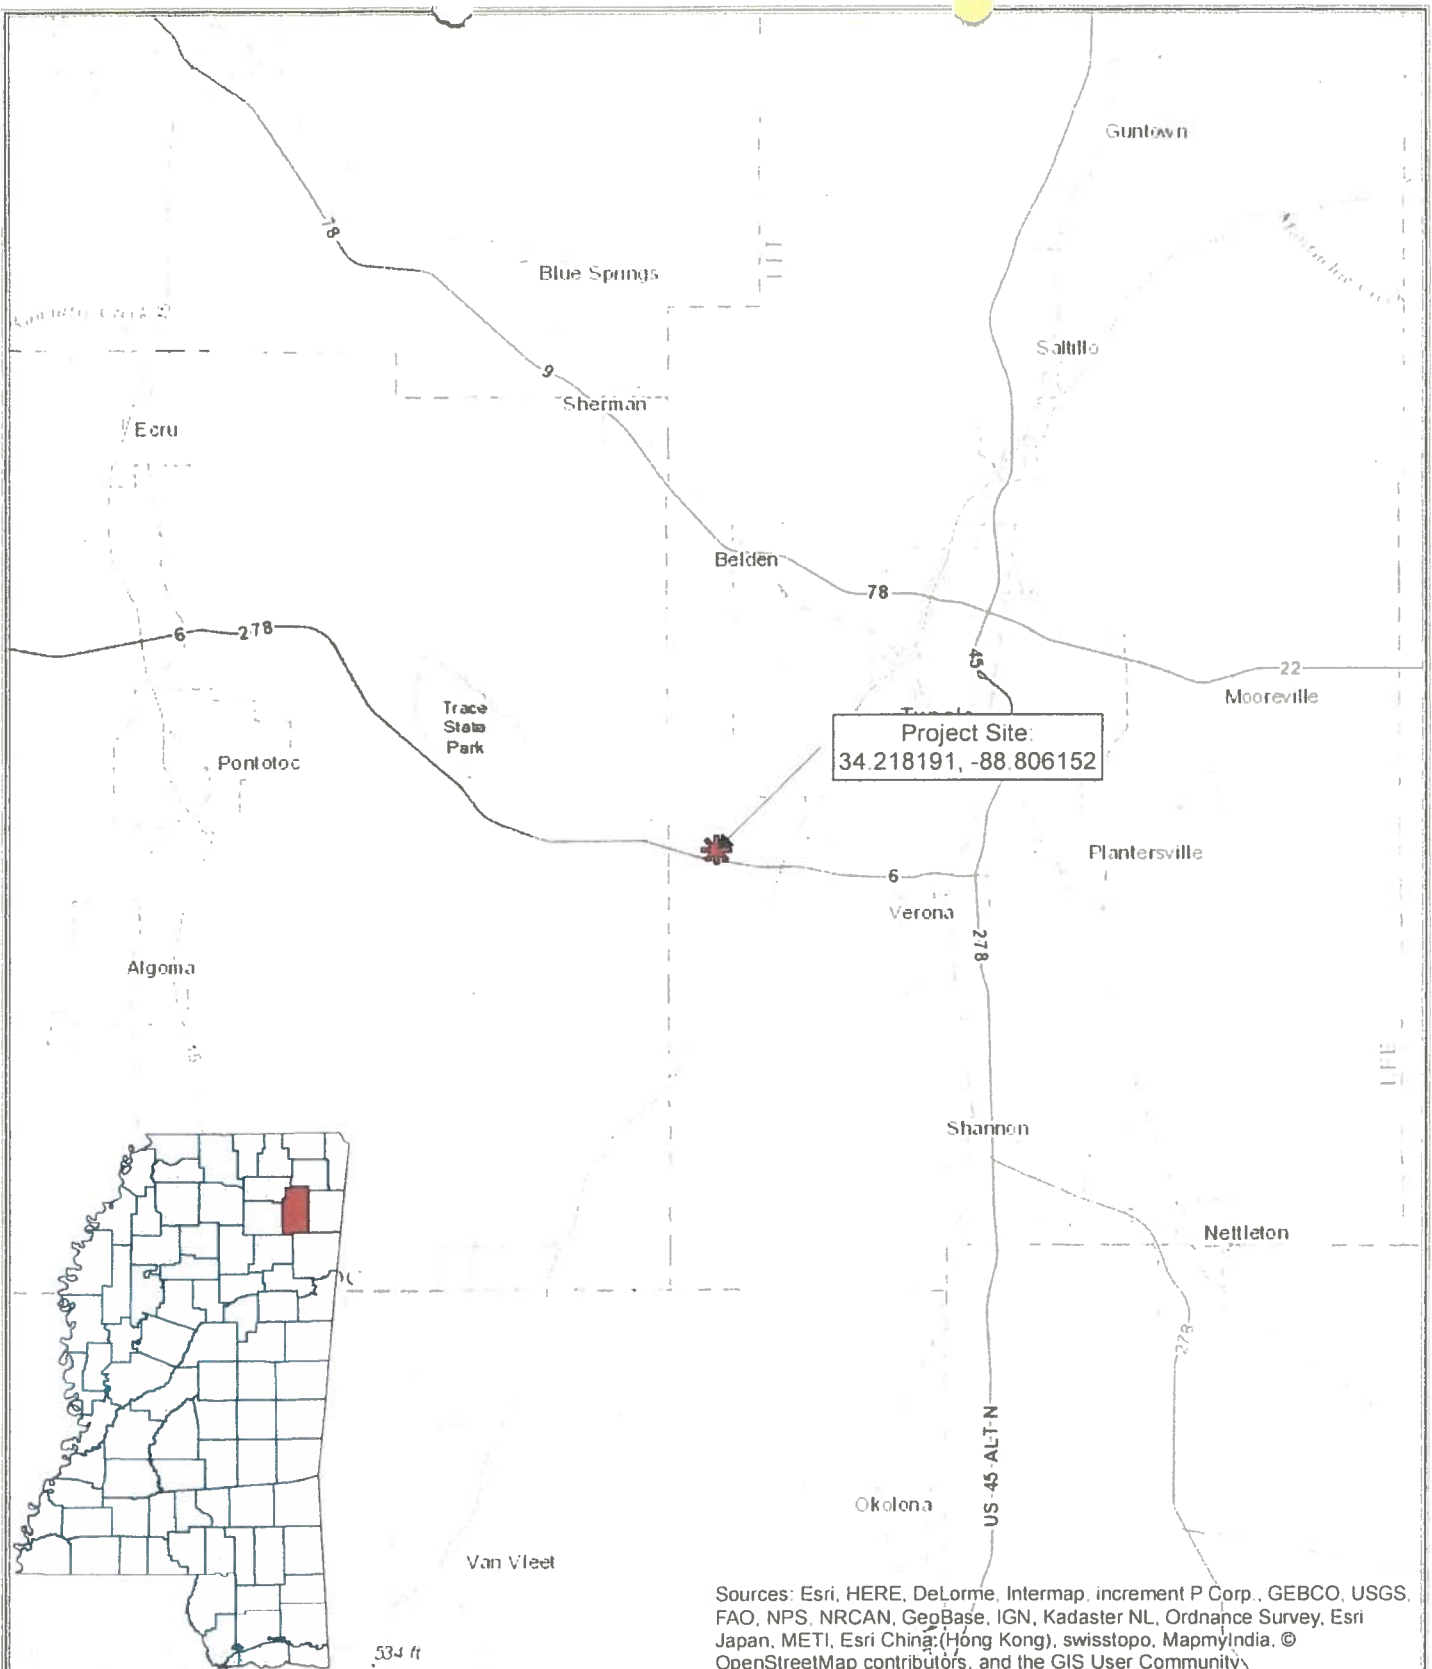 Guntown
78
Blue Springs
LEE
Saltillo
9
Sherman
Ecru
Belden
78
6
278
45
22
Mooreville
Trace
State
Park
Pontotoc
Project Site:
34.218191, -88.806152
Plantersville
6
Verona
278
Algoma
LEE
Shannon
Nettleton
278
US-45-ALT-N
Okolona
Van Vleet
534 ft
Sources: Esri, HERE, DeLorme, Intermap, increment P Corp., GEBCO, USGS,
FAO, NPS, NRCAN, GeoBase, IGN, Kadaster NL, Ordnance Survey, Esri
Japan, METI, Esri China (Hong Kong), swisstopo, MapmyIndia, ©
OpenStreetMap contributors, and the GIS User Community